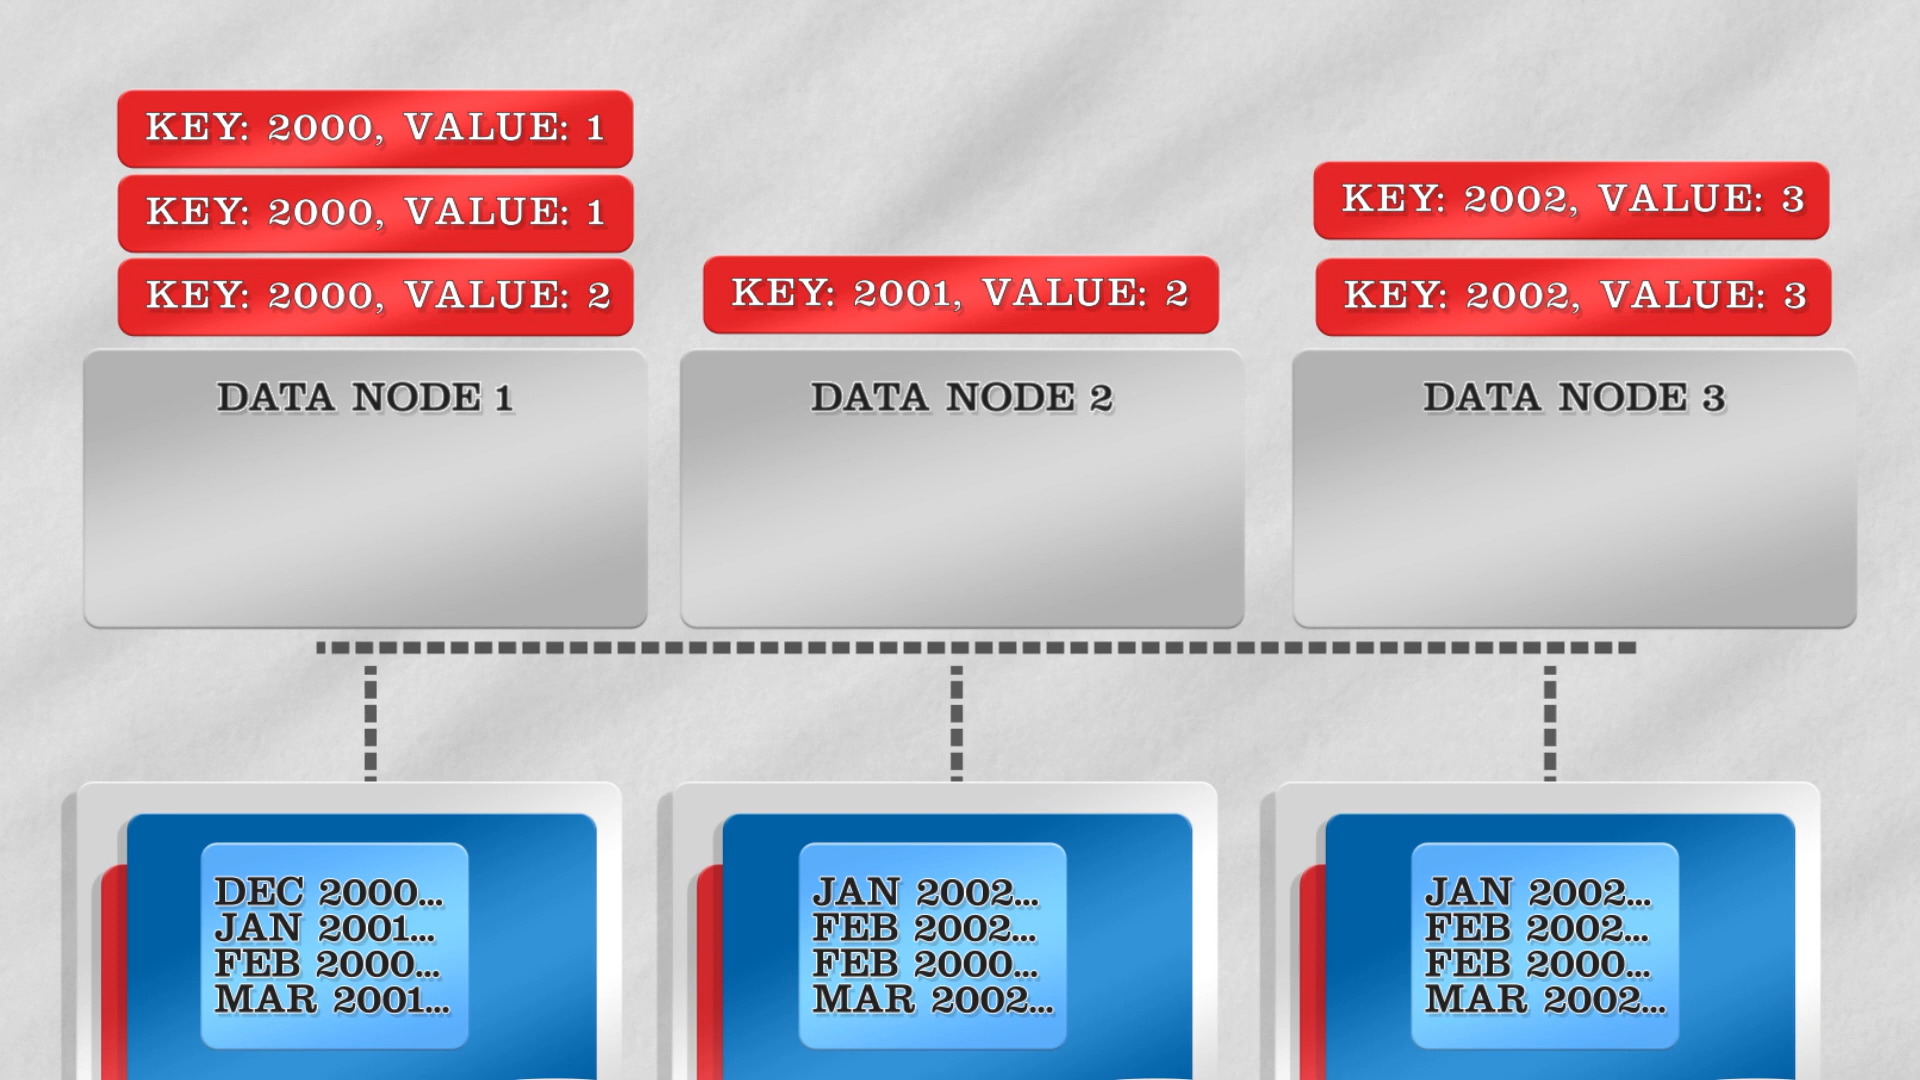 KEY: 2000, VALUE: 1
KEY: 2000, VALUE: 1
KEY: 2000, VALUE: 2
KEY: 2001, VALUE: 2
KEY: 2002, VALUE: 3
KEY: 2002, VALUE: 3
DATA NODE 1
DATA NODE 2
DATA NODE 3
DEC 2000...
JAN 2001...
FEB 2000...
MAR 2001...
JAN 2002...
FEB 2002...
FEB 2000...
MAR 2002...
JAN 2002...
FEB 2002...
FEB 2000...
MAR 2002...